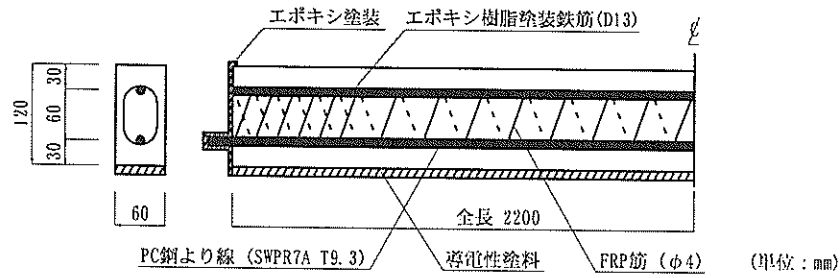 エポキシ塗装
エポキシ樹脂塗装鉄筋(D13)
℄
120
30
60
30
60
全長 2200
PC鋼より線 (SWPR7A T9.3)
導電性塗料
FRP筋 (φ4)
(単位:㎜)